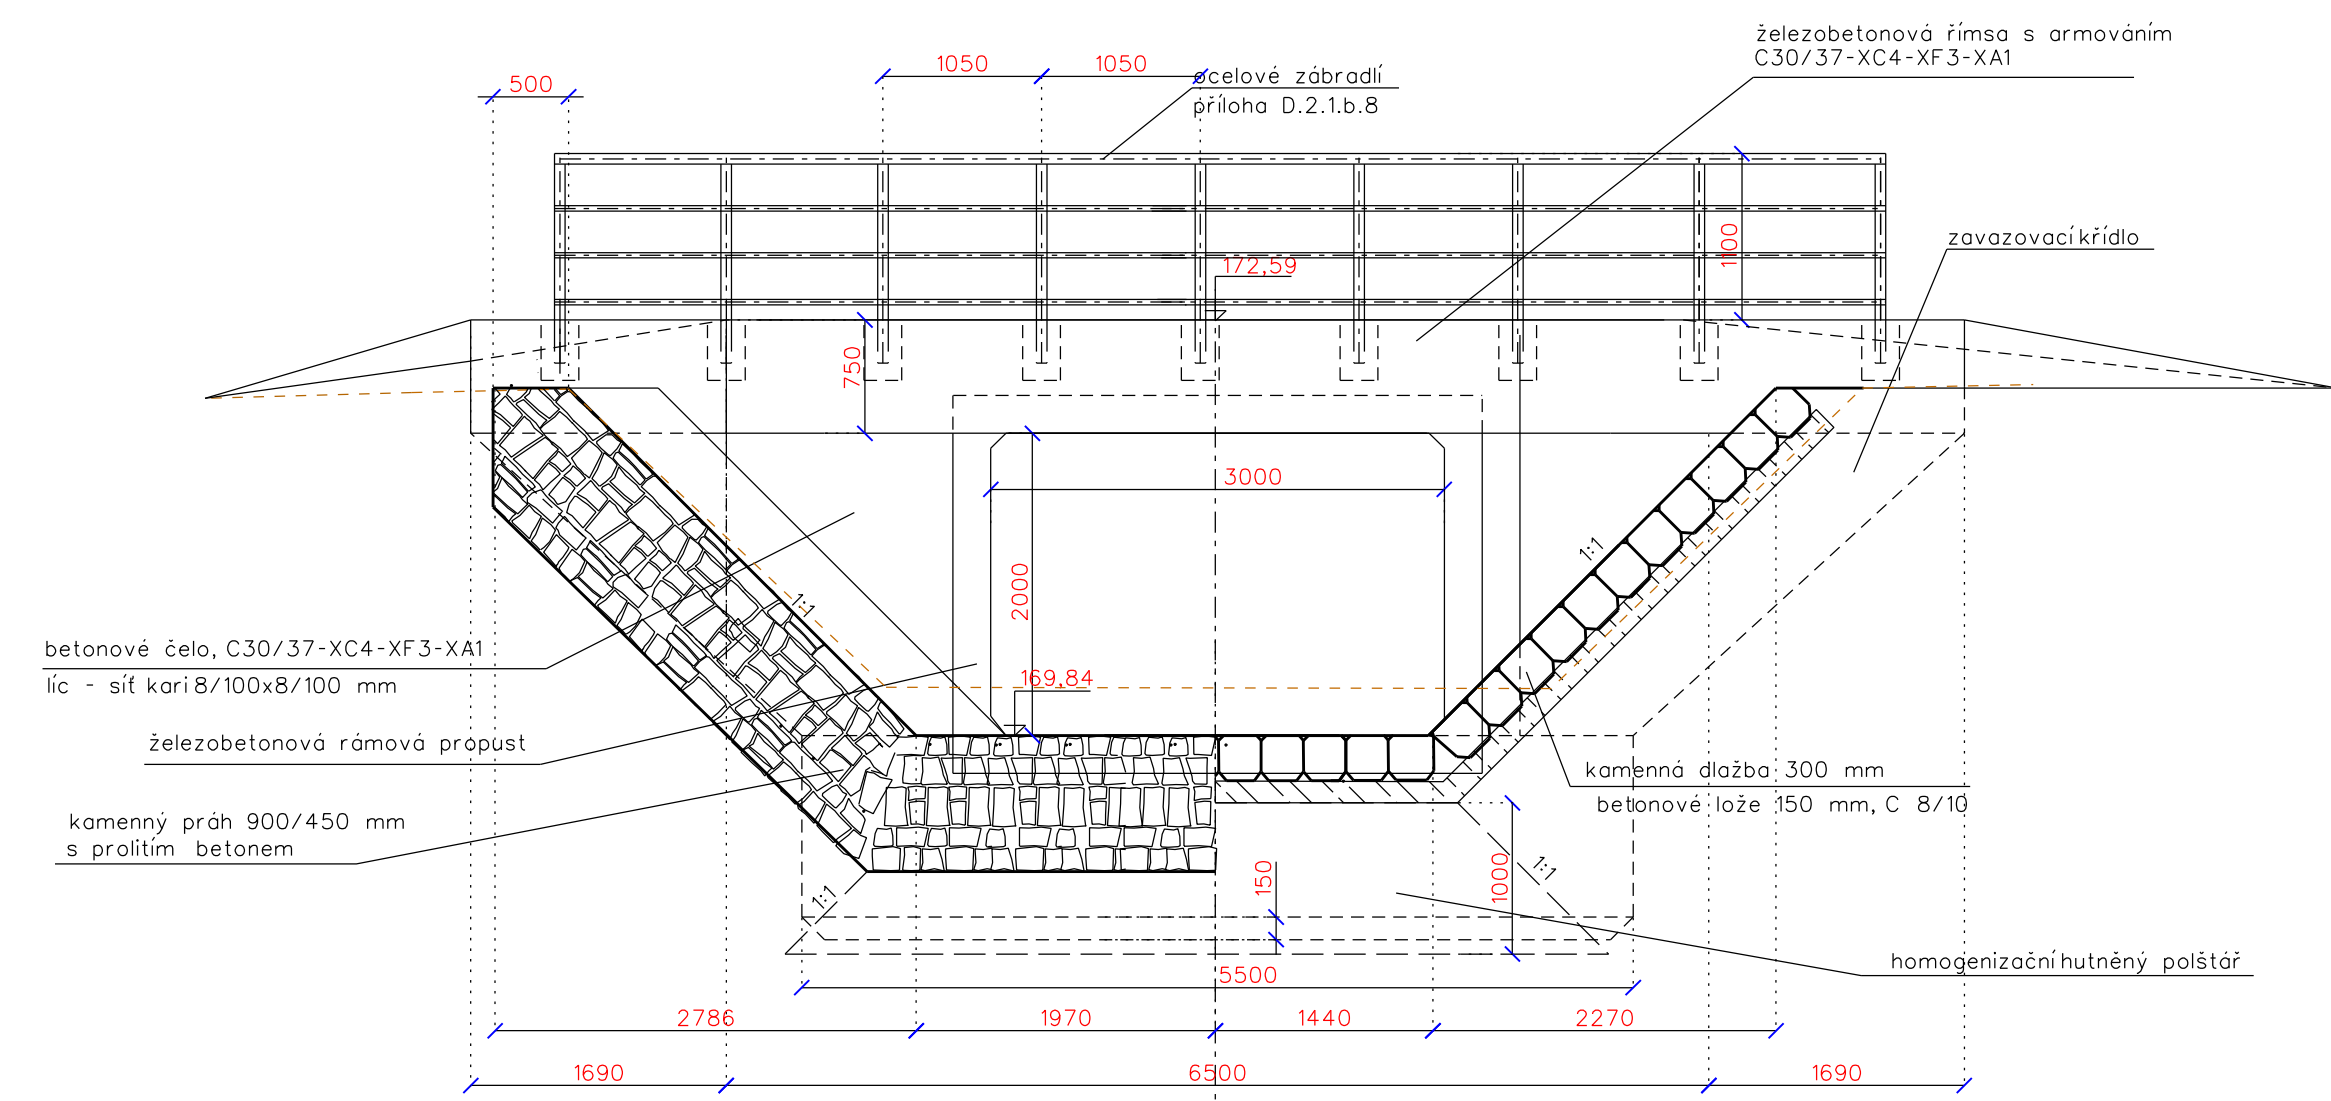 železobetonová římsa s armováním
C30/37-XC4-XF3-XA1
1050
1050
ocelové zábradlí
příloha D.2.1.b.8
500
1100
zavazovací křídlo
172,59
750
3000
2000
1:1
1:1
betonové čelo, C30/37-XC4-XF3-XA1
líc - síť kari 8/100x8/100 mm
169,84
železobetonová rámová propust
kamenná dlažba 300 mm
betonové lože 150 mm, C 8/10
kamenný práh 900/450 mm
s prolitím betonem
1:1
150
1000
1:1
homogenizační hutněný polštář
5500
2786
1970
1440
2270
1690
6500
1690